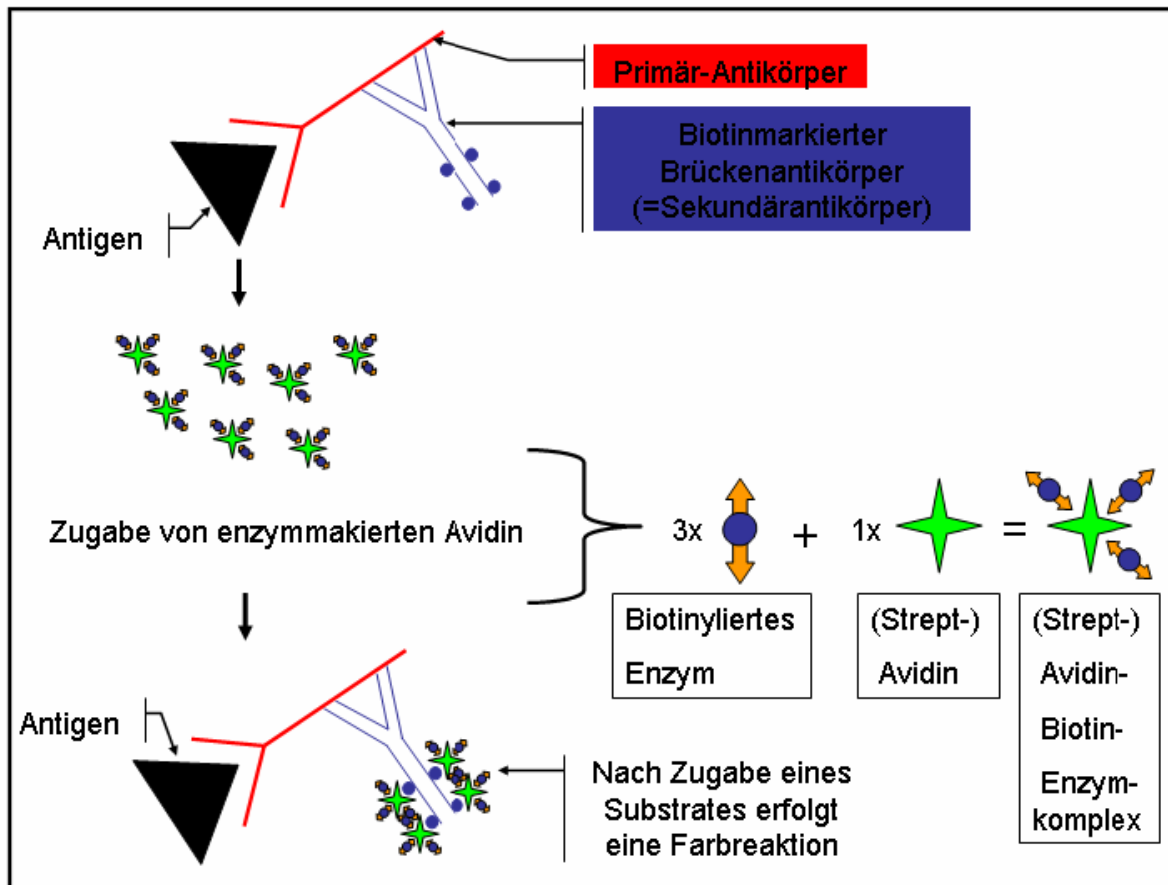 Primär-Antikörper
Biotinmarkierter
Brückenantikörper
(=Sekundärantikörper)
Antigen
Zugabe von enzymmakierten Avidin
3x
+
1x
=
Biotinyliertes
Enzym
(Strept-)
Avidin
(Strept-)
Avidin-
Biotin-
Enzym-
komplex
Antigen
Nach Zugabe eines
Substrates erfolgt
eine Farbreaktion